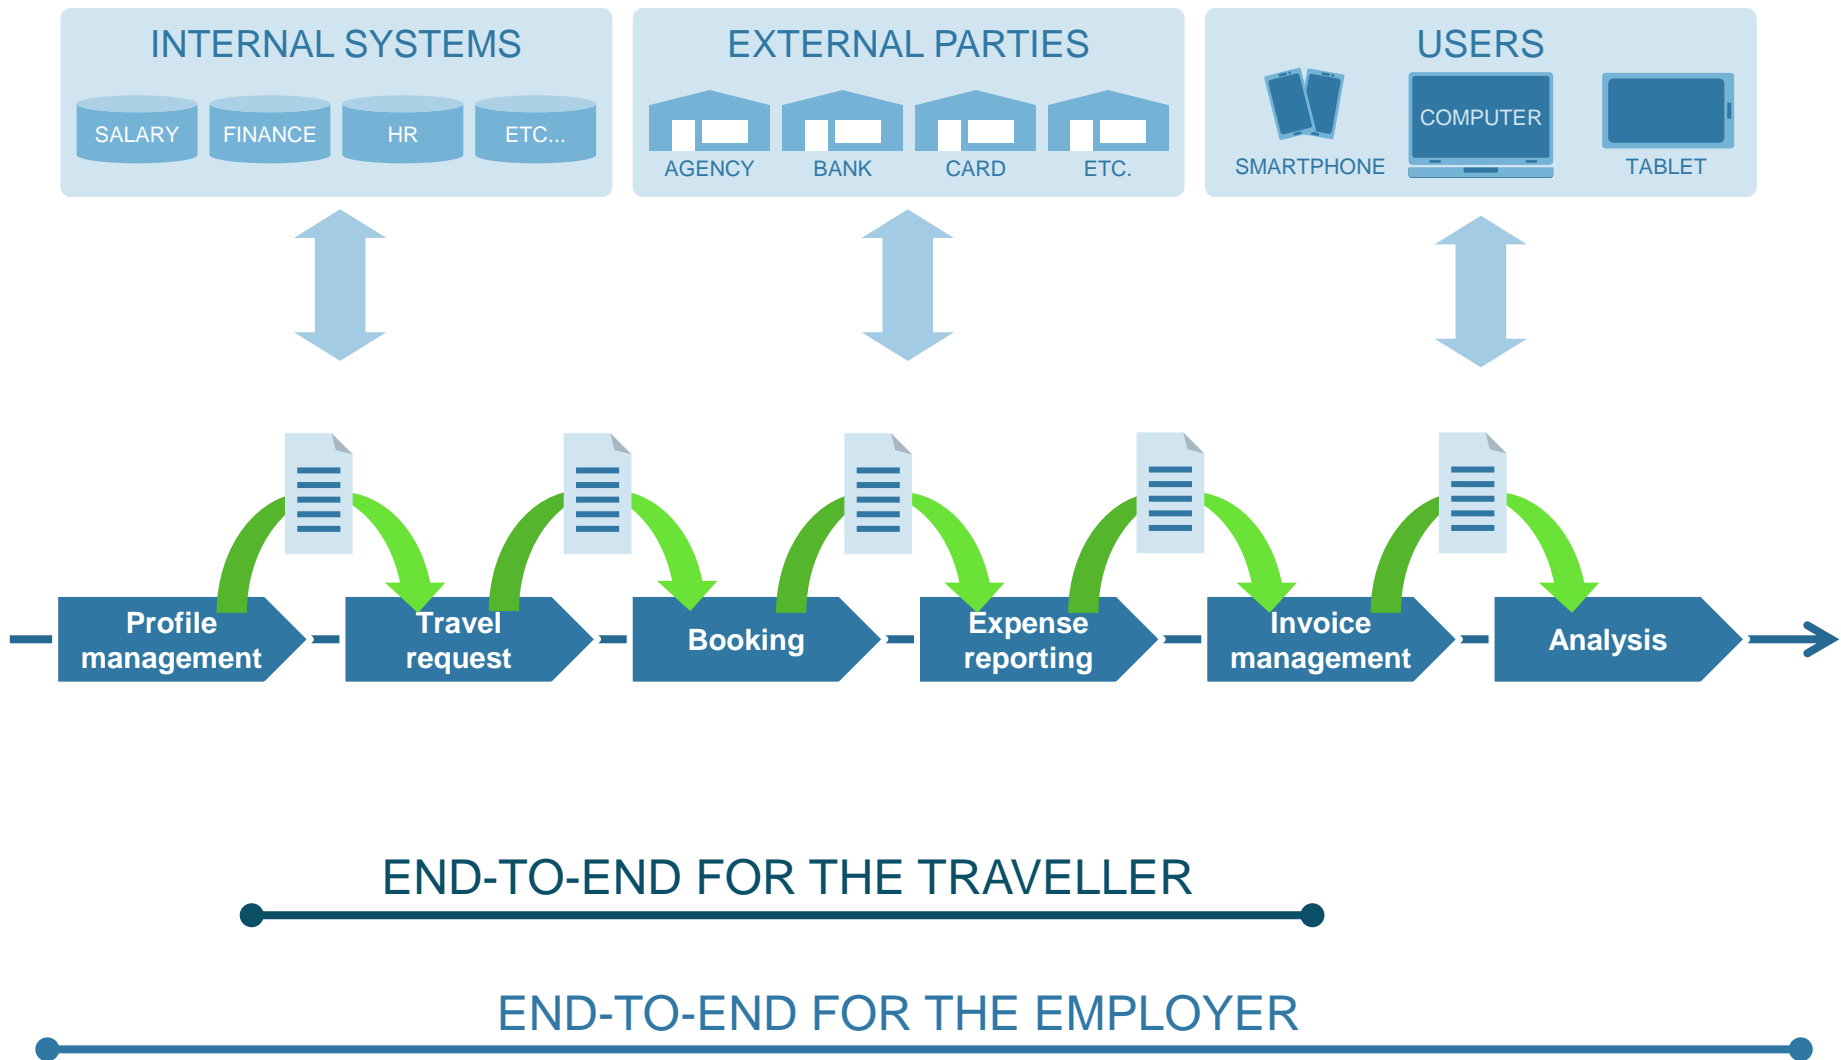 INTERNAL SYSTEMS
SALARY
FINANCE
HR
ETC...
EXTERNAL PARTIES
AGENCY
BANK
CARD
ETC.
USERS
SMARTPHONE
COMPUTER
TABLET
Profile
management
Travel
request
Booking
Expense
reporting
Invoice
management
Analysis
END-TO-END FOR THE TRAVELLER
END-TO-END FOR THE EMPLOYER